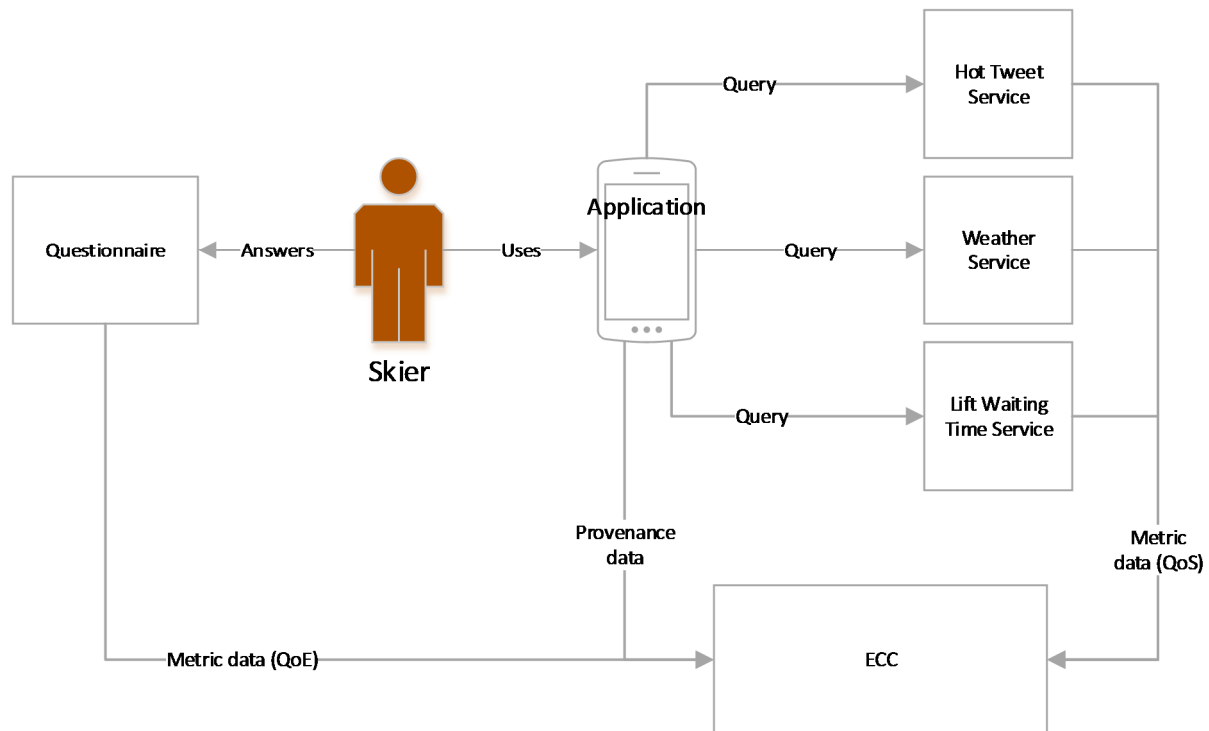 Hot Tweet
Service
Query
Application
Questionnaire
Answers
Uses
Query
Weather
Service
Skier
Query
Lift Waiting
Time Service
Provenance
data
Metric
data (QoS)
Metric data (QoE)
ECC